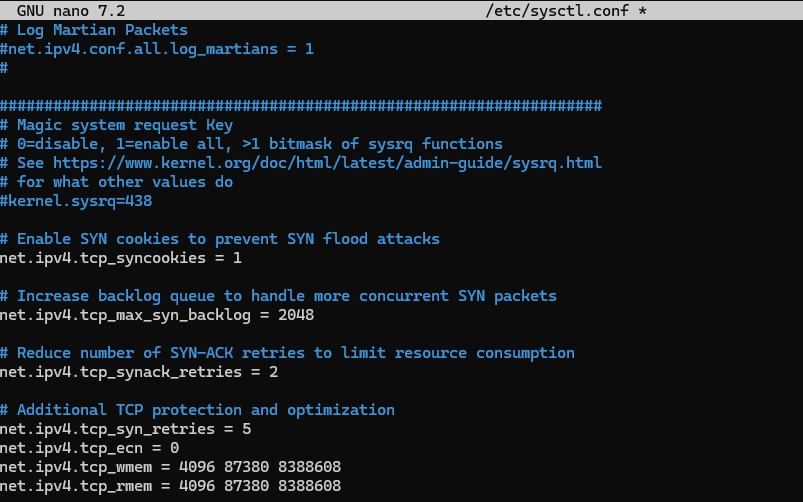 GNU nano 7.2 /etc/sysctl.conf *
# Log Martian Packets
#net.ipv4.conf.all.log_martians = 1
#
###################################################################
# Magic system request Key
# 0=disable, 1=enable all, >1 bitmask of sysrq functions
# See https://www.kernel.org/doc/html/latest/admin-guide/sysrq.html
# for what other values do
#kernel.sysrq=438
# Enable SYN cookies to prevent SYN flood attacks
net.ipv4.tcp_syncookies = 1
# Increase backlog queue to handle more concurrent SYN packets
net.ipv4.tcp_max_syn_backlog = 2048
# Reduce number of SYN-ACK retries to limit resource consumption
net.ipv4.tcp_synack_retries = 2
# Additional TCP protection and optimization
net.ipv4.tcp_syn_retries = 5
net.ipv4.tcp_ecn = 0
net.ipv4.tcp_wmem = 4096 87380 8388608
net.ipv4.tcp_rmem = 4096 87380 8388608